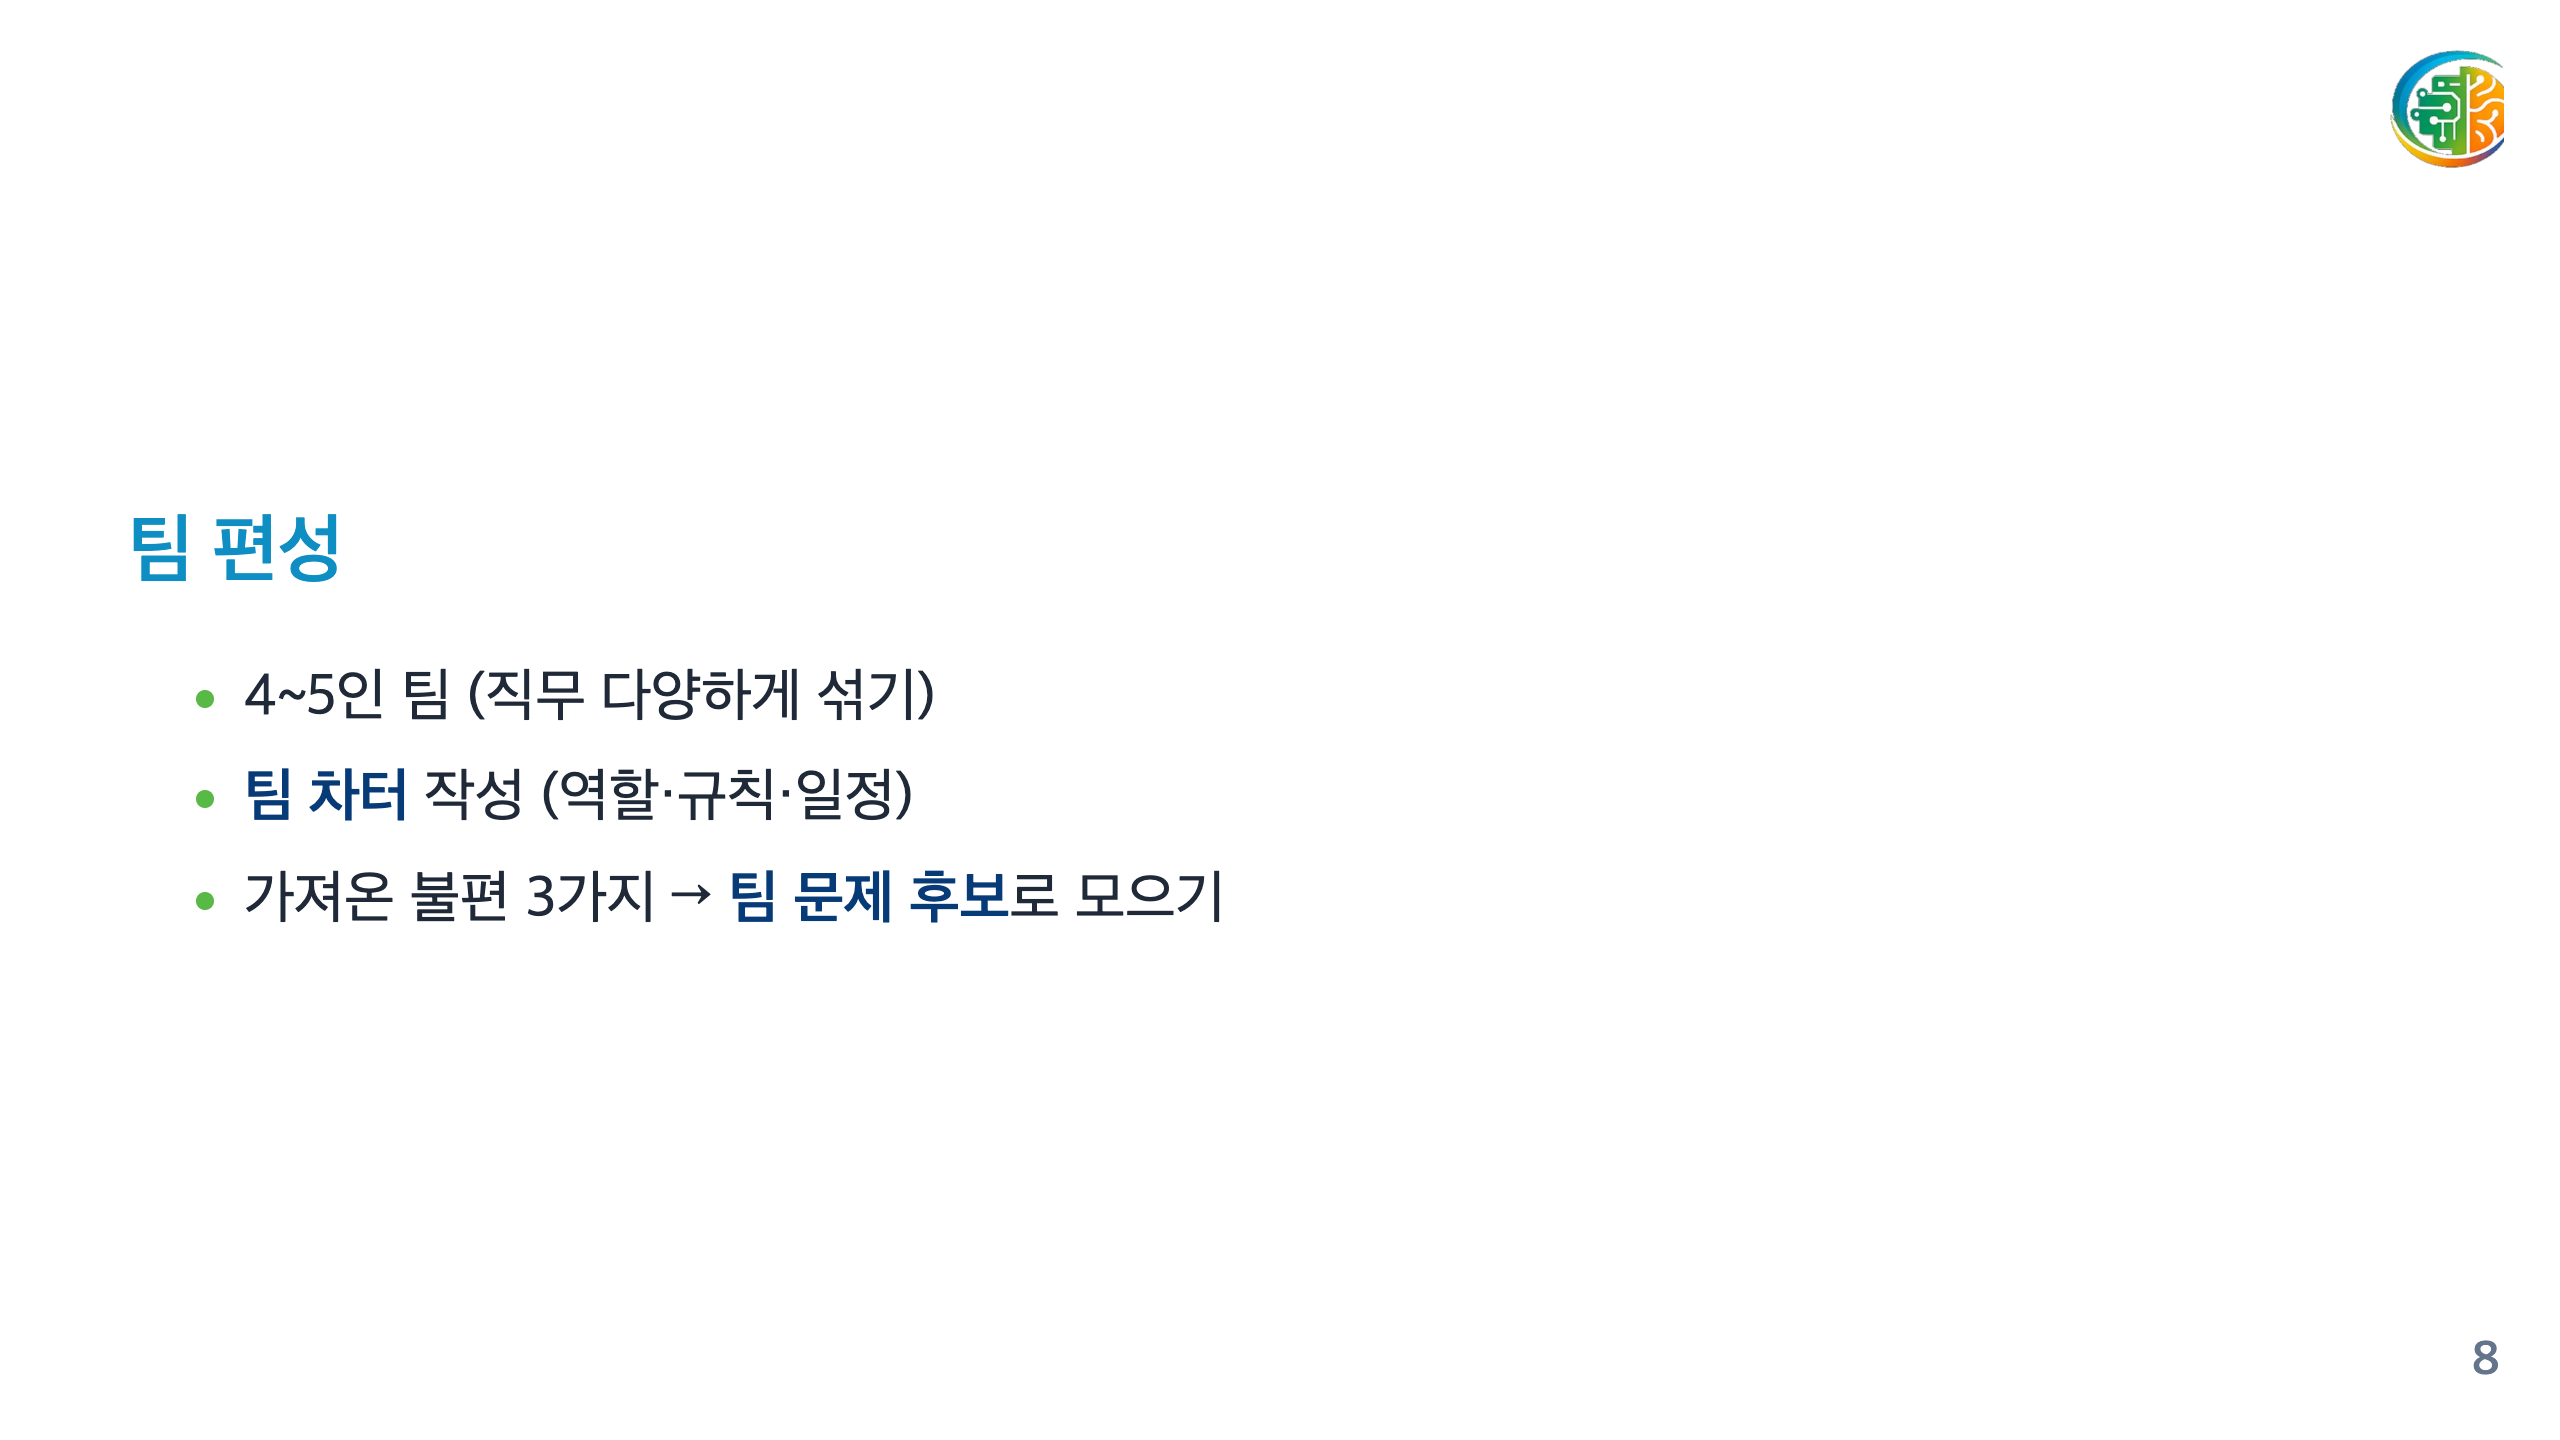 팀 편성
• 4~5인 팀 (직무 다양하게 섞기)
• 팀 차터 작성 (역할·규칙·일정)
• 가져온 불편 3가지 → 팀 문제 후보로 모으기
8